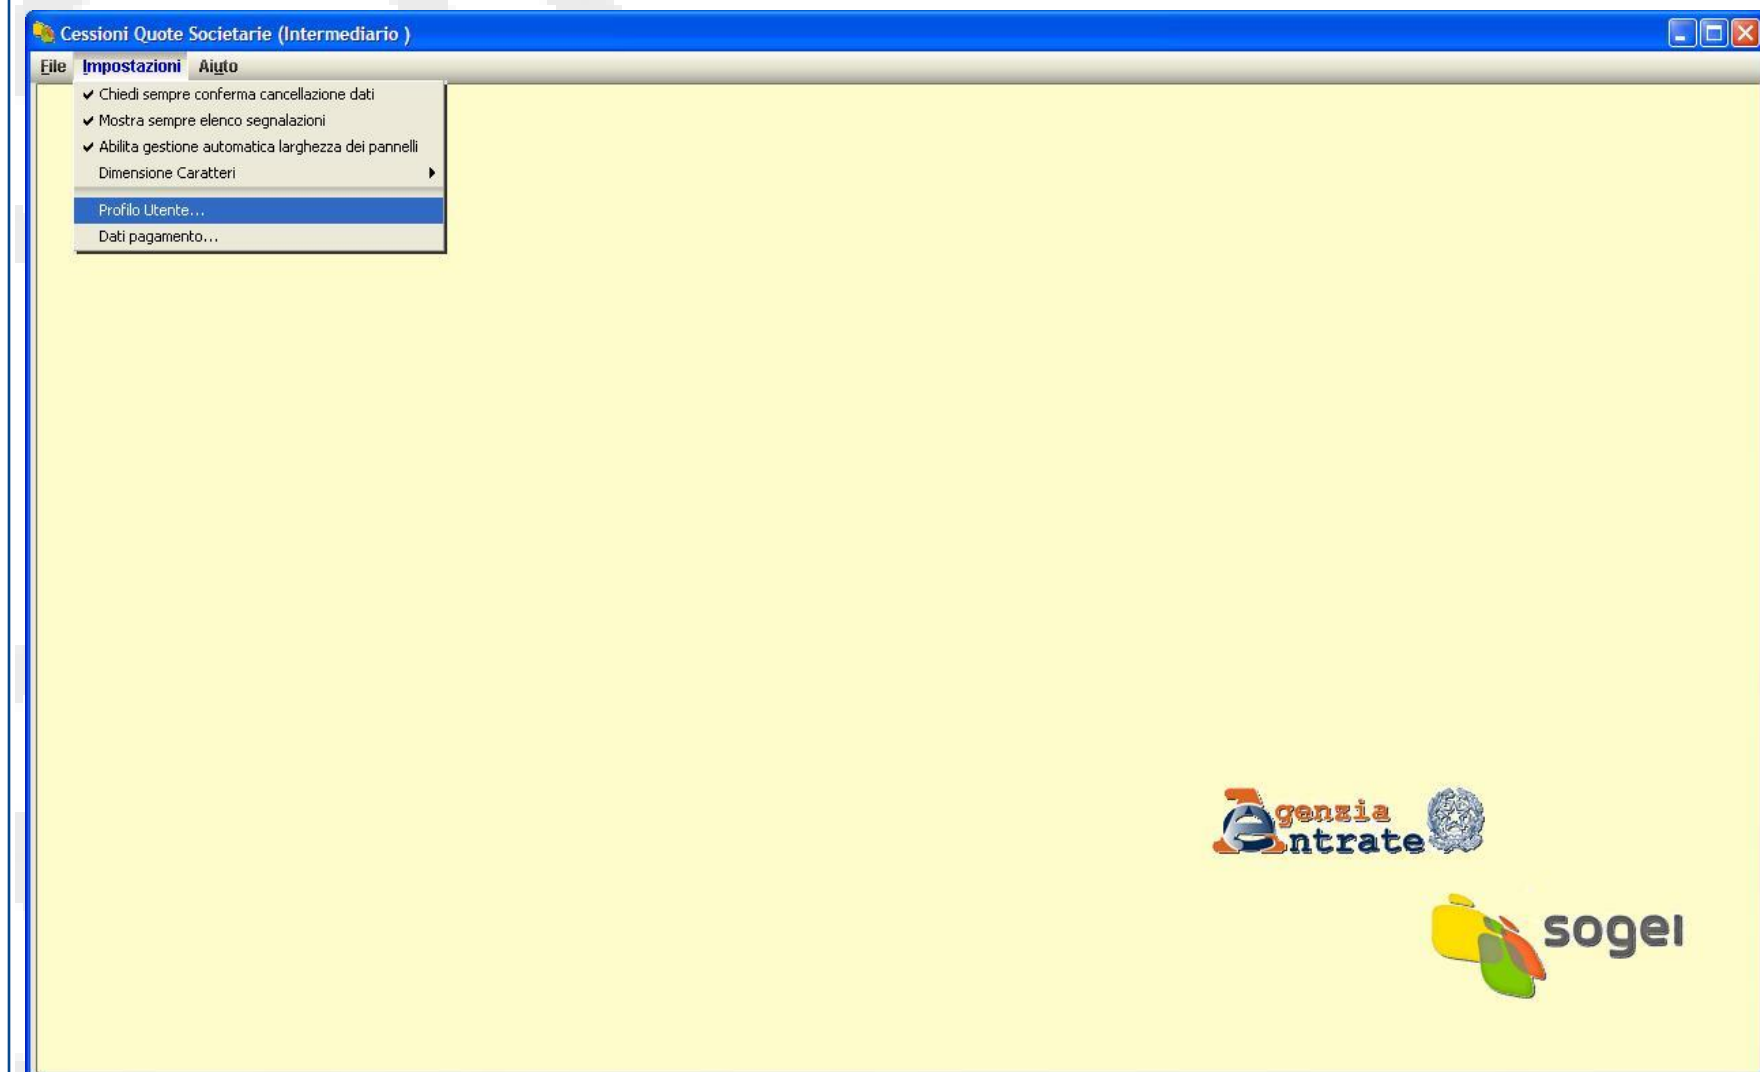 Cessioni Quote Societarie (Intermediario )
File Impostazioni Aiuto
Chiedi sempre conferma cancellazione dati
Mostra sempre elenco segnalazioni
Abilita gestione automatica larghezza dei pannelli
Dimensione Caratteri
Profilo Utente...
Dati pagamento...
Agenzia
Entrate
sogei